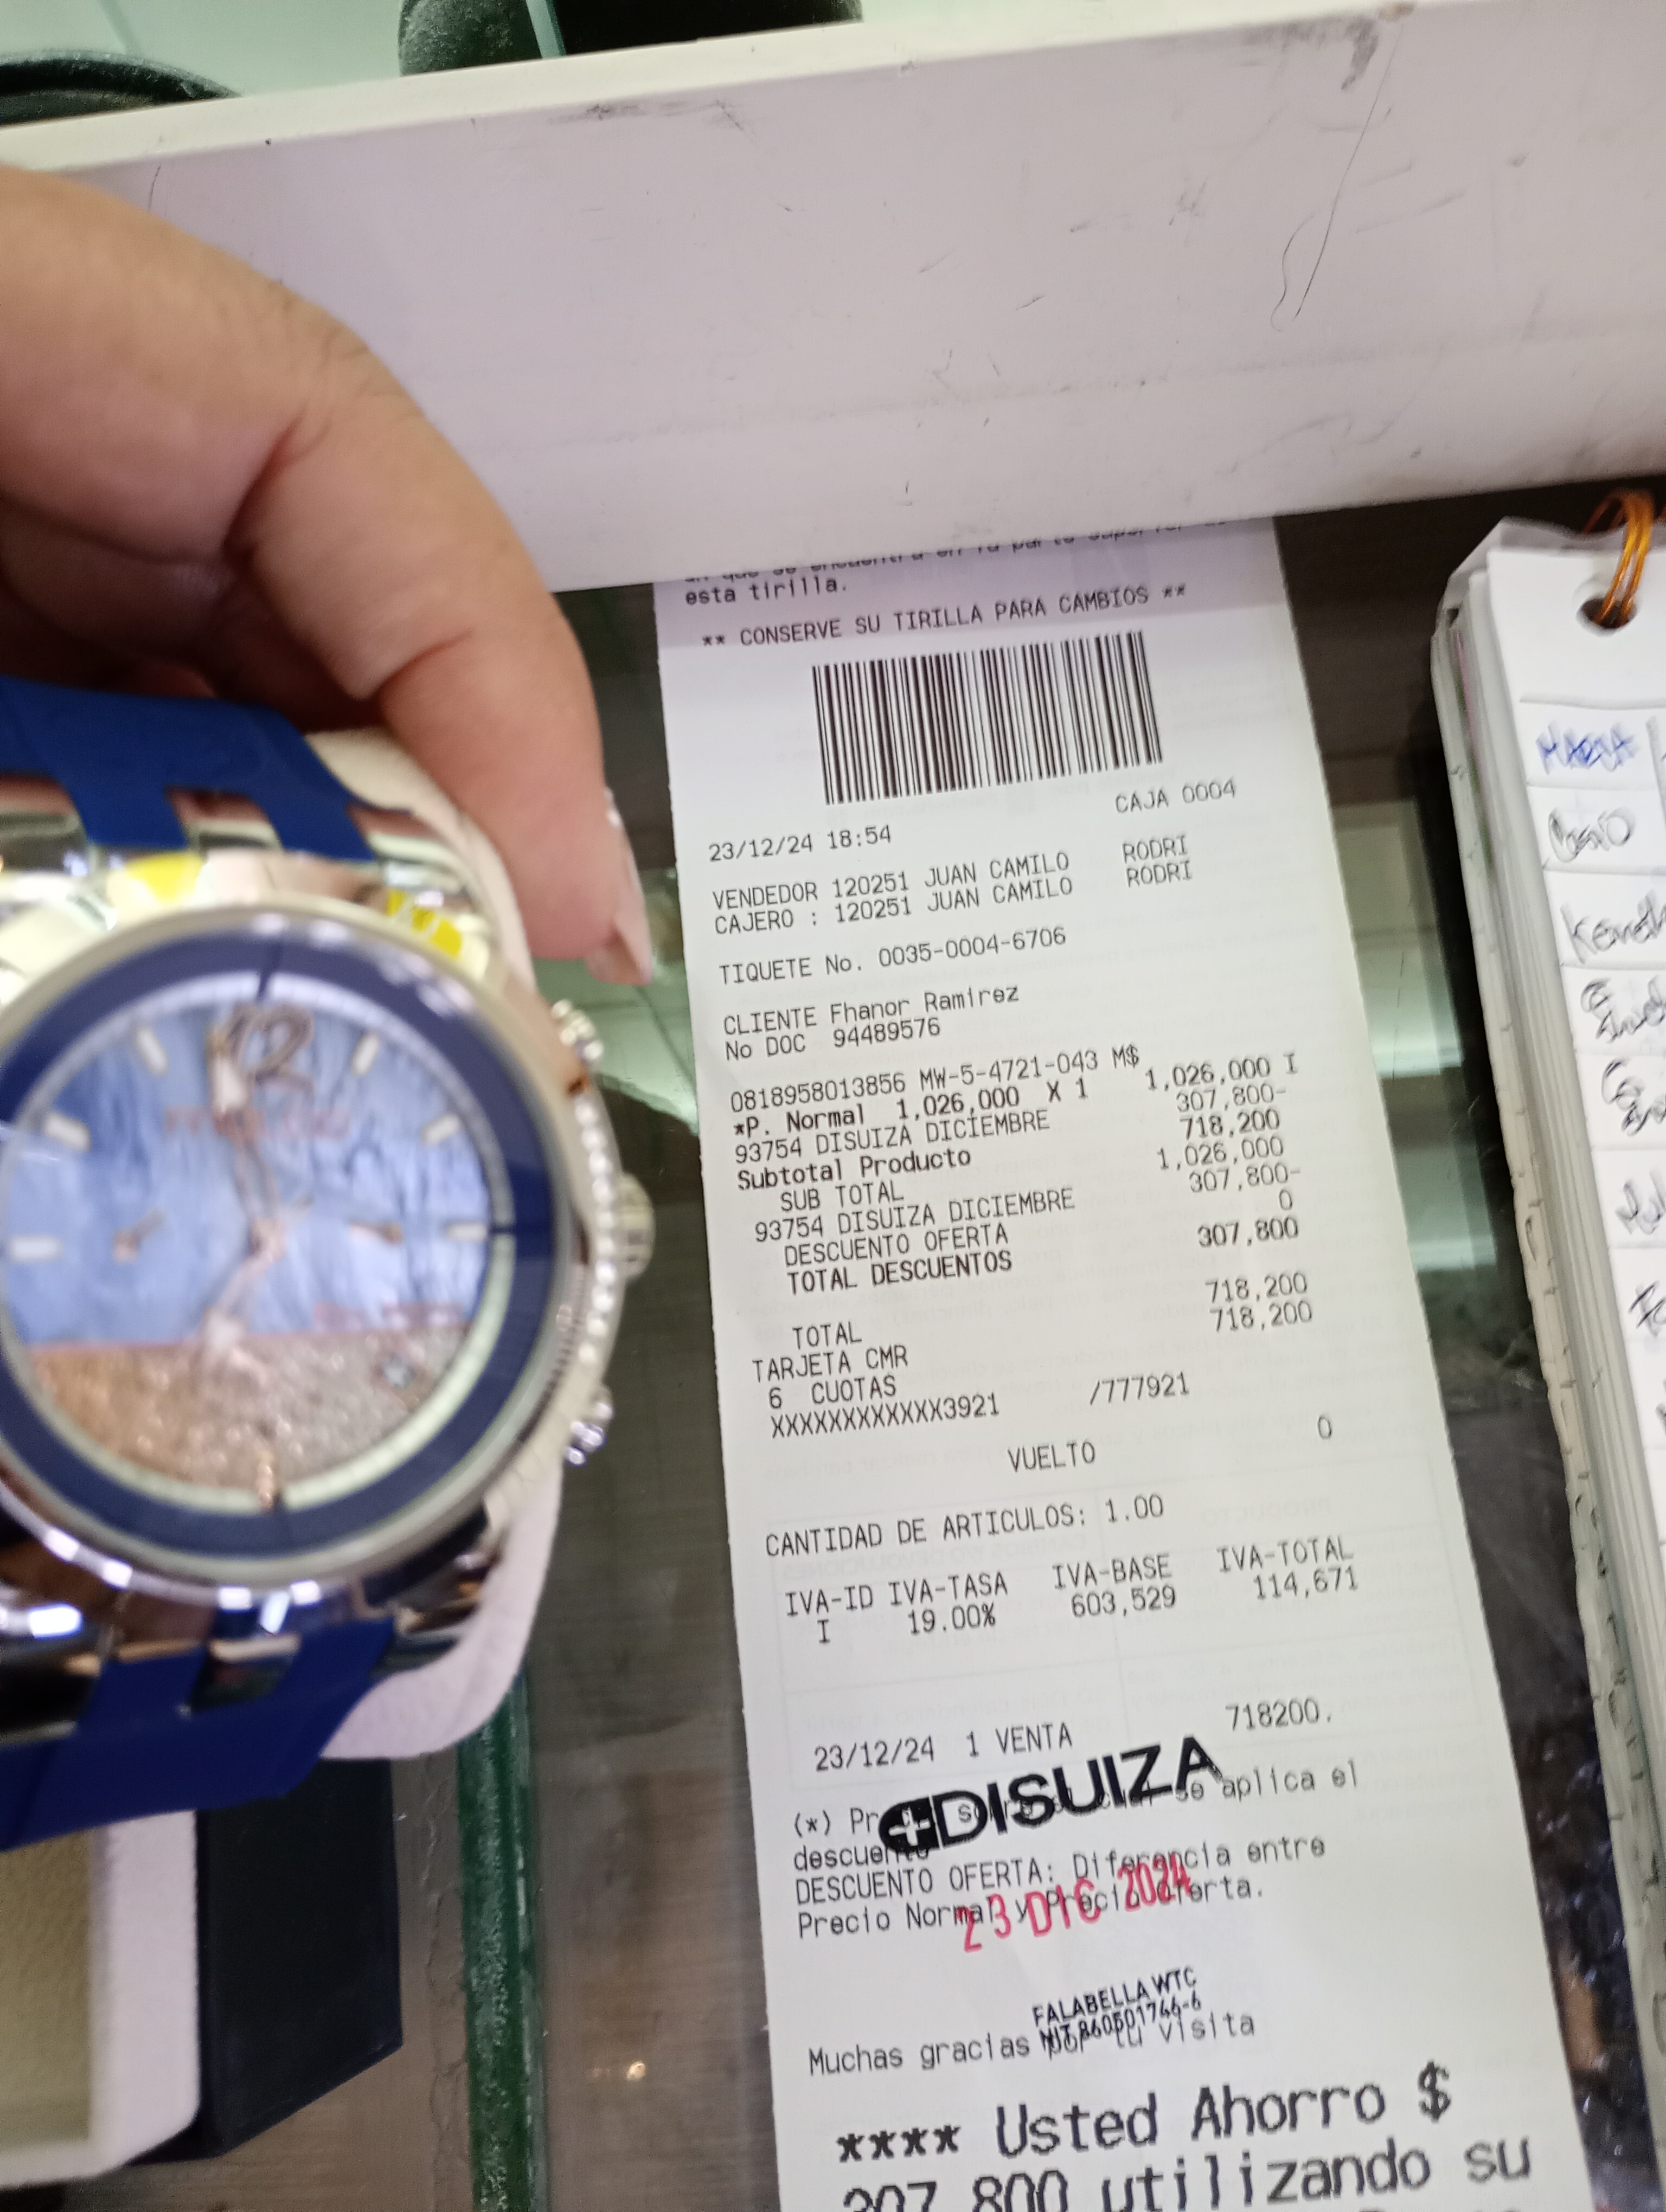 esta tirilla.
** CONSERVE SU TIRILLA PARA CAMBIOS **
CAJA 0004
23/12/24 18:54
VENDEDOR 120251 JUAN CAMILO RODRI
CAJERO : 120251 JUAN CAMILO RODRI
TIQUETE No. 0035-0004-6706
CLIENTE Fhanor Ramirez
No DOC 94489576
0818958013856 MW-5-4721-043 M$ 1,026,000 I
*P. Normal 1,026,000 X 1
93754 DISUIZA DICIEMBRE 307,800-
Subtotal Producto 718,200
SUB TOTAL 1,026,000
93754 DISUIZA DICIEMBRE 307,800-
DESCUENTO OFERTA 0
TOTAL DESCUENTOS 307,800
TOTAL 718,200
TARJETA CMR 718,200
6 CUOTAS
XXXXXXXXXXXX3921 /777921
VUELTO 0
CANTIDAD DE ARTICULOS: 1.00
IVA-ID IVA-TASA IVA-BASE IVA-TOTAL
I 19.00% 603,529 114,671
23/12/24 1 VENTA 718200.
DISUIZA
(*) se aplica el
descuento
DESCUENTO OFERTA: Diferencia entre
Precio Normal y Precio Oferta.
23 DIC 2024
FALABELLA WTC
NIT 860501746-6
Muchas gracias por tu visita
**** Usted Ahorro $
307,800 utilizando su
12
MARIA